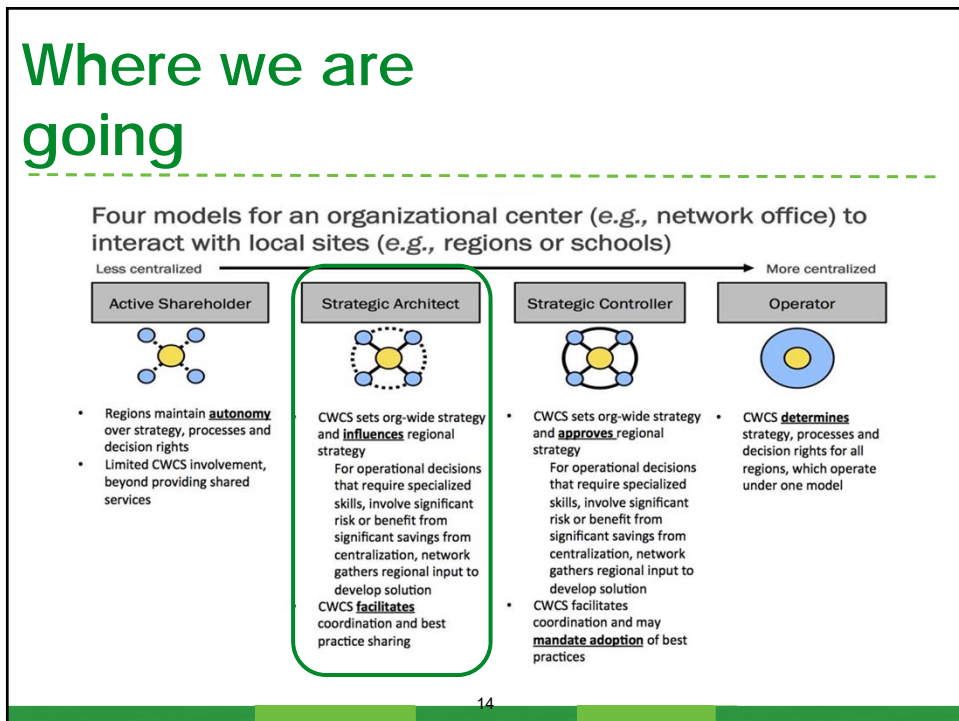 Where we are
going
Four models for an organizational center (e.g., network office) to
interact with local sites (e.g., regions or schools)
Less centralized
More centralized
Active Shareholder
• Regions maintain autonomy
over strategy, processes and
decision rights
• Limited CWCS involvement,
beyond providing shared
services
Strategic Architect
• CWCS sets org-wide strategy
and influences regional
strategy
For operational decisions
that require specialized
skills, involve significant
risk or benefit from
significant savings from
centralization, network
gathers regional input to
develop solution
• CWCS facilitates
coordination and best
practice sharing
Strategic Controller
• CWCS sets org-wide strategy
and approves regional
strategy
For operational decisions
that require specialized
skills, involve significant
risk or benefit from
significant savings from
centralization, network
gathers regional input to
develop solution
• CWCS facilitates
coordination and may
mandate adoption of best
practices
Operator
• CWCS determines
strategy, processes and
decision rights for all
regions, which operate
under one model
14